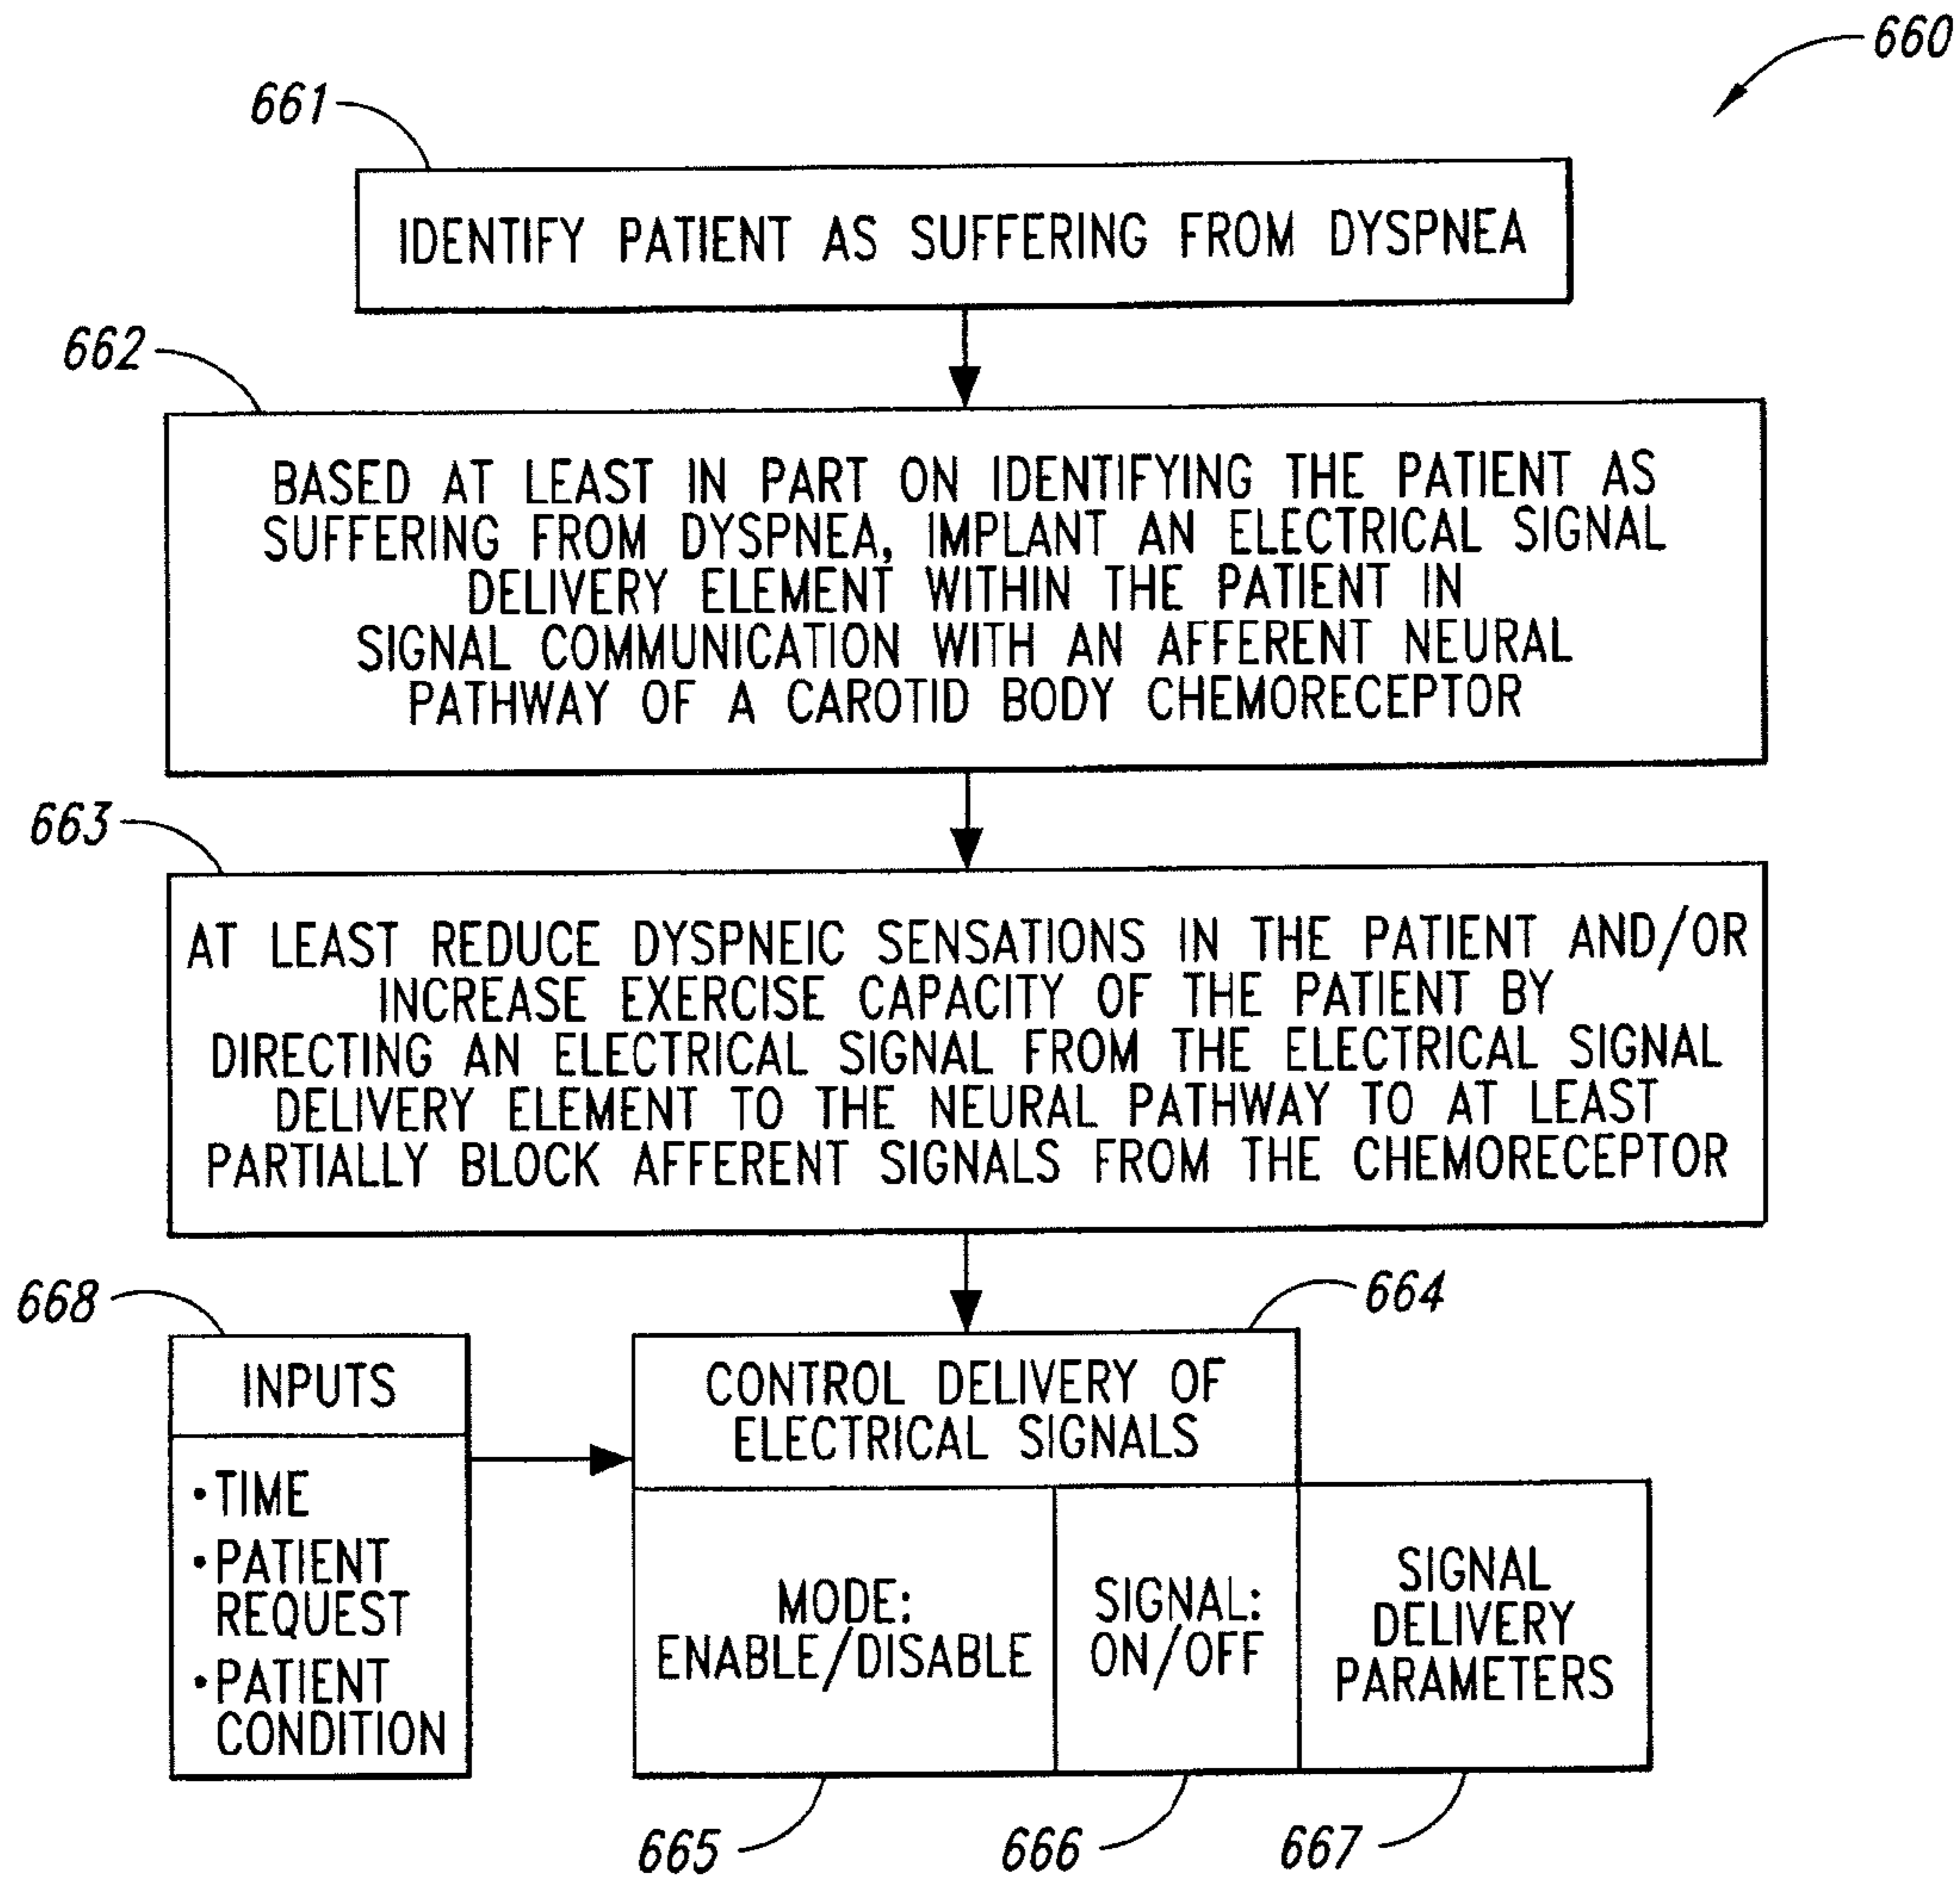 660
661
IDENTIFY PATIENT AS SUFFERING FROM DYSPNEA
662
BASED AT LEAST IN PART ON IDENTIFYING THE PATIENT AS
SUFFERING FROM DYSPNEA, IMPLANT AN ELECTRICAL SIGNAL
DELIVERY ELEMENT WITHIN THE PATIENT IN
SIGNAL COMMUNICATION WITH AN AFFERENT NEURAL
PATHWAY OF A CAROTID BODY CHEMORECEPTOR
663
AT LEAST REDUCE DYSPNEIC SENSATIONS IN THE PATIENT AND/OR
INCREASE EXERCISE CAPACITY OF THE PATIENT BY
DIRECTING AN ELECTRICAL SIGNAL FROM THE ELECTRICAL SIGNAL
DELIVERY ELEMENT TO THE NEURAL PATHWAY TO AT LEAST
PARTIALLY BLOCK AFFERENT SIGNALS FROM THE CHEMORECEPTOR
668
INPUTS
•TIME
•PATIENT
REQUEST
•PATIENT
CONDITION
664
CONTROL DELIVERY OF
ELECTRICAL SIGNALS
MODE:
ENABLE/DISABLE
SIGNAL:
ON/OFF
SIGNAL
DELIVERY
PARAMETERS
665
666
667